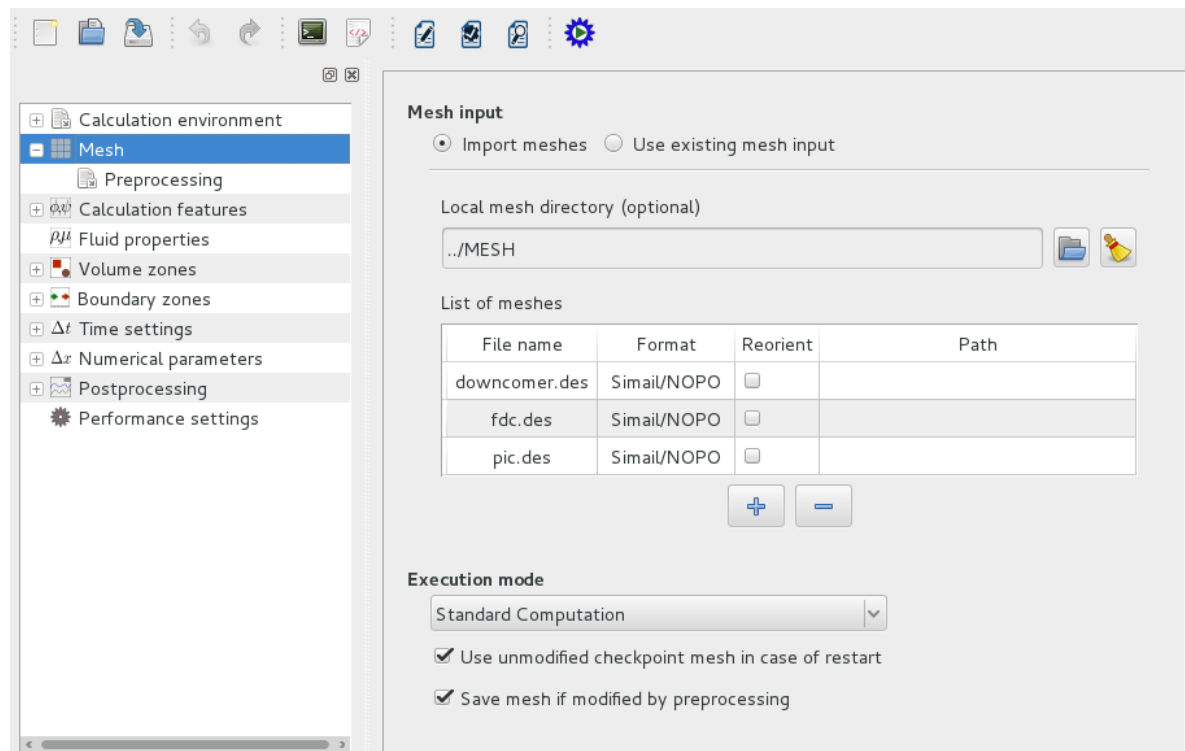 Calculation environment
Mesh
Preprocessing
Calculation features
Fluid properties
Volume zones
Boundary zones
Δt Time settings
Δx Numerical parameters
Postprocessing
Performance settings
Mesh input
Import meshes Use existing mesh input
Local mesh directory (optional)
../MESH
List of meshes
File name Format Reorient Path
downcomer.des Simail/NOPO
fdc.des Simail/NOPO
pic.des Simail/NOPO
Execution mode
Standard Computation
Use unmodified checkpoint mesh in case of restart
Save mesh if modified by preprocessing